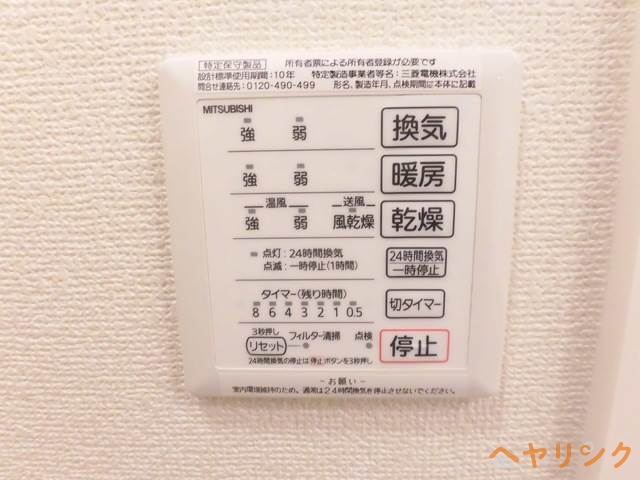 特定保守製品 所有者票による所有者登録が必要です
設計標準使用期間:10年 特定製造事業者等名:三菱電機株式会社
問合せ連絡先:0120-490-499 形名、製造年月、点検期間は本体に記載
MITSUBISHI
強 弱 換気
強 弱 暖房
温風 送風
強 弱 風乾燥 乾燥
点灯:24時間換気
点滅:一時停止(1時間)
24時間換気
一時停止
タイマー(残り時間)
8 6 4 3 2 1 0.5
切タイマー
3秒押し
リセット フィルター清掃 点検
停止
24時間換気の停止は停止ボタンを3秒押し
-お願い-
室内環境維持のため、通常は24時間換気を停止させないでください。
ヘヤリンク